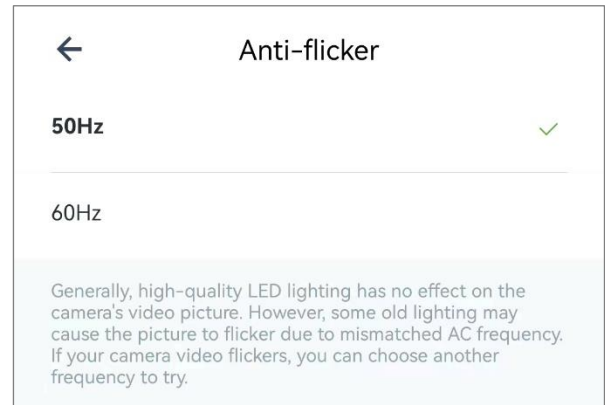 Anti-flicker
50Hz
60Hz
Generally, high-quality LED lighting has no effect on the
camera's video picture. However, some old lighting may
cause the picture to flicker due to mismatched AC frequency.
If your camera video flickers, you can choose another
frequency to try.